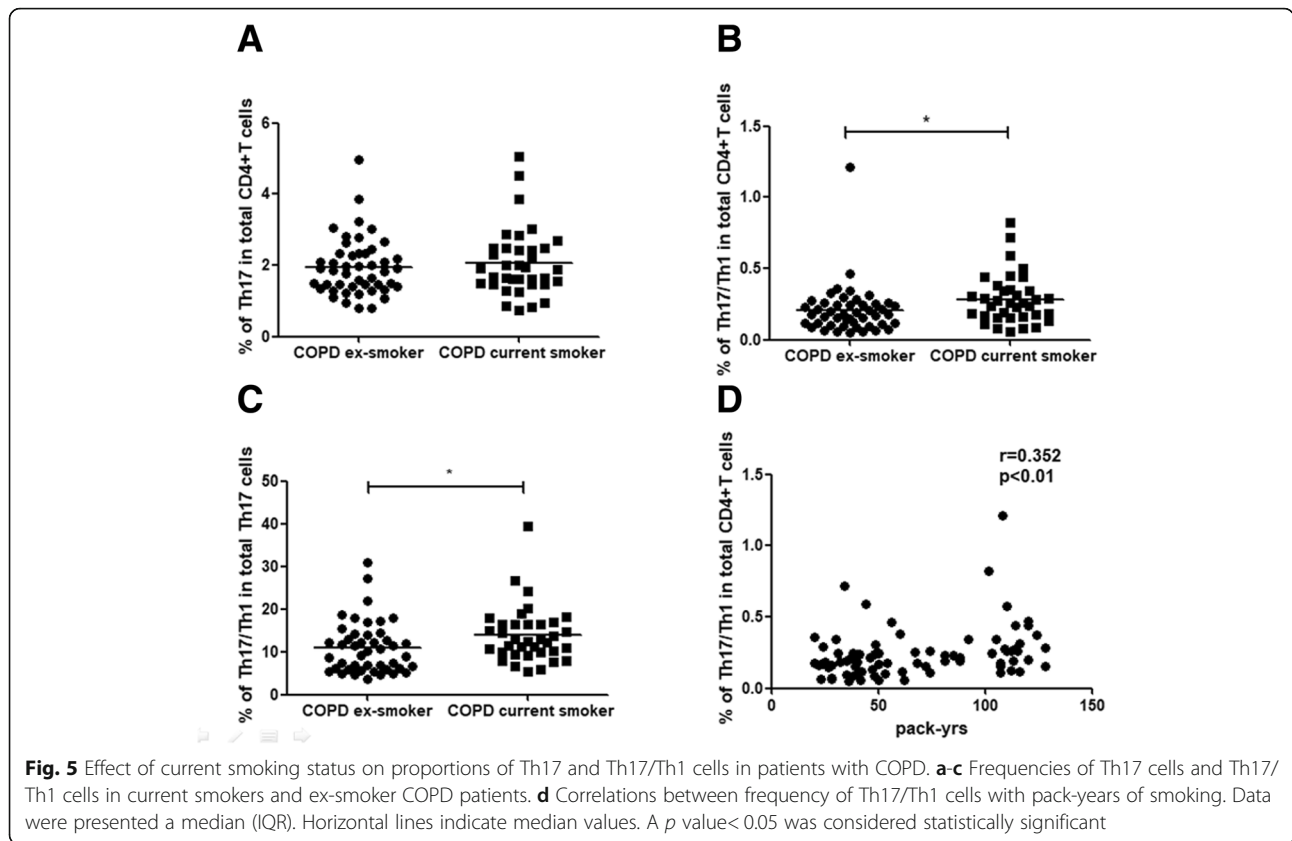 A
B
% of Th17 in total CD4+T cells
6
4
2
0
COPD ex-smoker COPD current smoker
% of Th17/Th1 in total CD4+T cells
1.5
1.0
0.5
0.0
*
COPD ex-smoker COPD current smoker
C
D
% of Th17/Th1 in total Th17 cells
50
40
30
20
10
0
*
COPD ex-smoker COPD current smoker
% of Th17/Th1 in total CD4+T cells
1.5
1.0
0.5
0.0
r=0.352
p<0.01
0 50 100 150
pack-yrs
Fig. 5 Effect of current smoking status on proportions of Th17 and Th17/Th1 cells in patients with COPD. a-c Frequencies of Th17 cells and Th17/
Th1 cells in current smokers and ex-smoker COPD patients. d Correlations between frequency of Th17/Th1 cells with pack-years of smoking. Data
were presented a median (IQR). Horizontal lines indicate median values. A p value< 0.05 was considered statistically significant